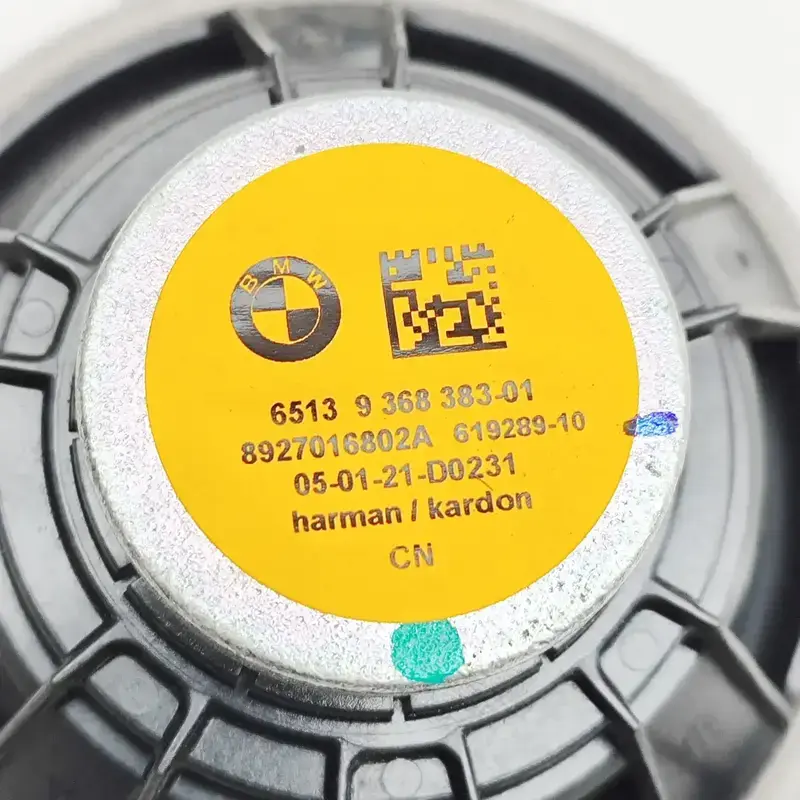 BMW
6513 9 368 383-01
8927016802A 619289-10
05-01-21-D0231
harman / kardon
CN